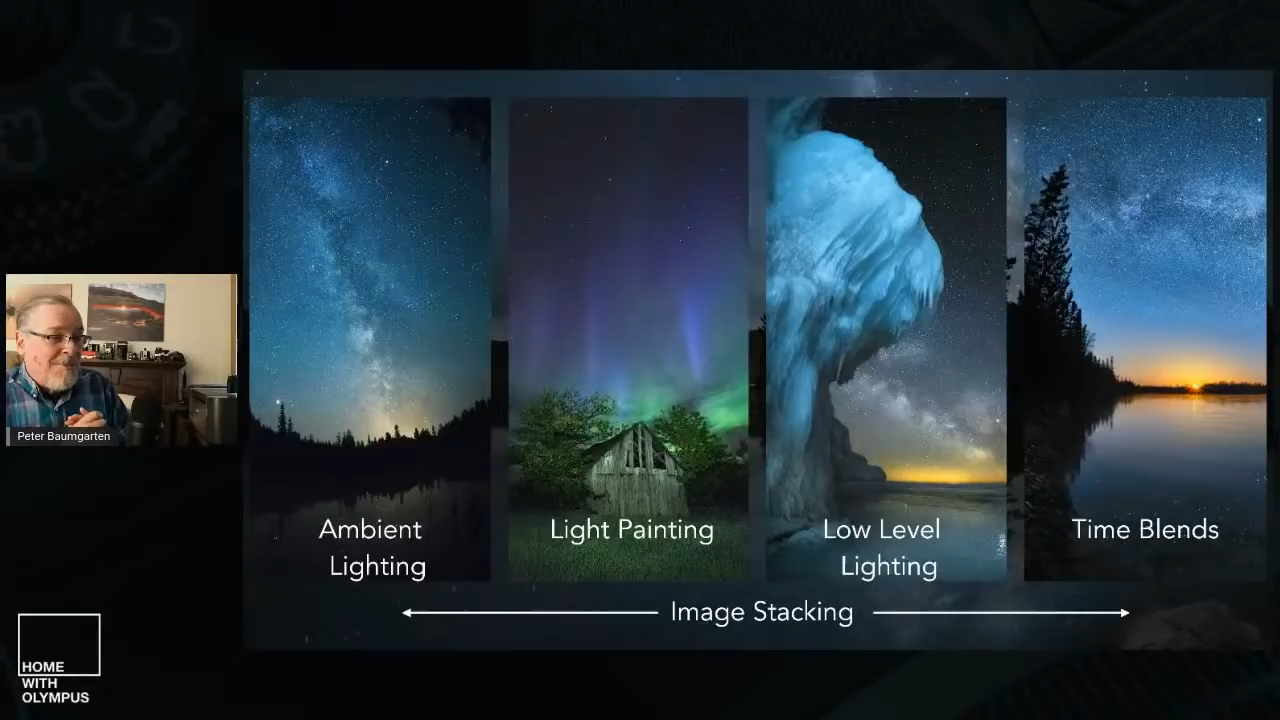 Peter Baumgarten
Ambient
Lighting
Light Painting
Low Level
Lighting
Time Blends
Image Stacking
HOME
WITH
OLYMPUS